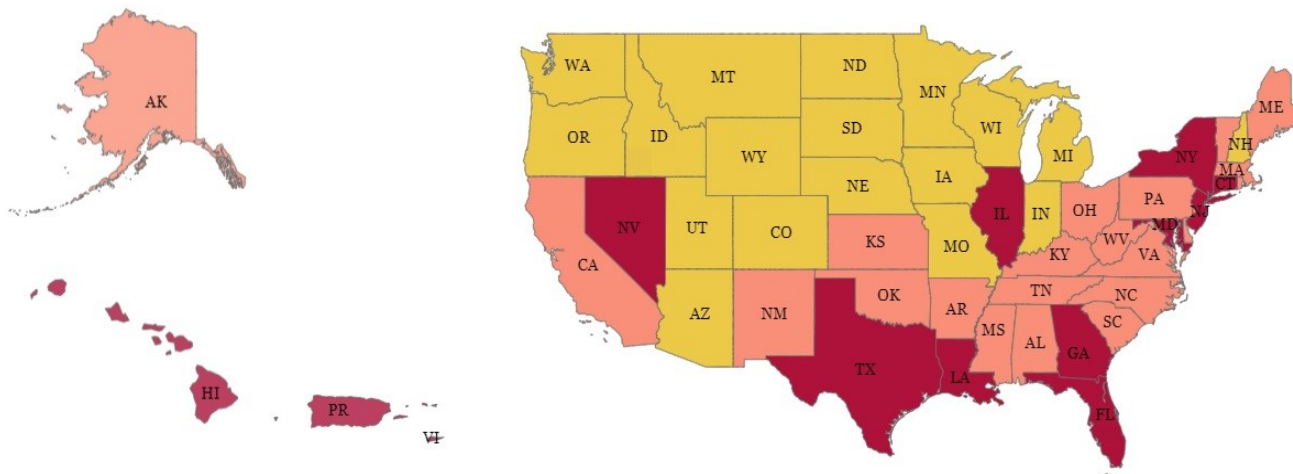 AK
HI
PR
VI
WA
MT
ND
MN
ME
OR
ID
SD
WI
NH
WY
MI
NY
MA
CT
NE
IA
PA
NV
UT
CO
IL
IN
OH
NJ
MD
KS
MO
WV
CA
KY
VA
AZ
NM
OK
AR
TN
NC
SC
MS
AL
GA
TX
LA
FL